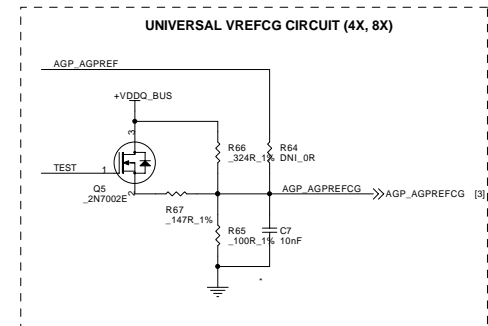 UNIVERSAL VREFCG CIRCUIT (4X, 8X)
AGP_AGPREF
+VDDQ_BUS
3
R66
_324R_1%
R64
DNI_0R
TEST
1
2
Q5
_2N7002E
R67
_147R_1%
AGP_AGPREFCG
AGP_AGPREFCG [3]
R65
_100R_1%
C7
10nF